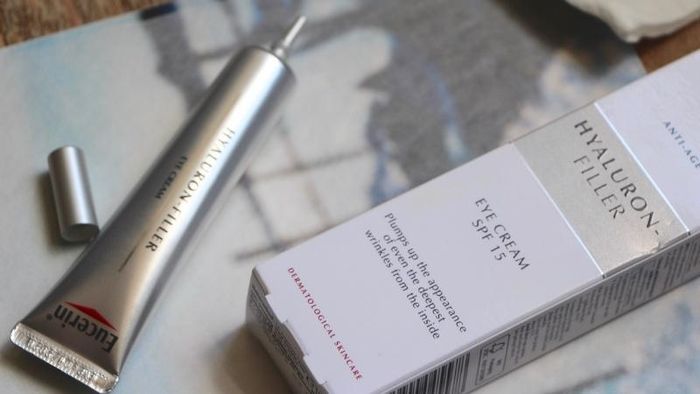 HYALURON-FILLER
EYE CREAM
Eucerin
ANTI-AGE
HYALURON-
FILLER
EYE CREAM
SPF 15
Plumps up the appearance
of even the deepest
wrinkles from the inside
DERMATOLOGICAL SKINCARE